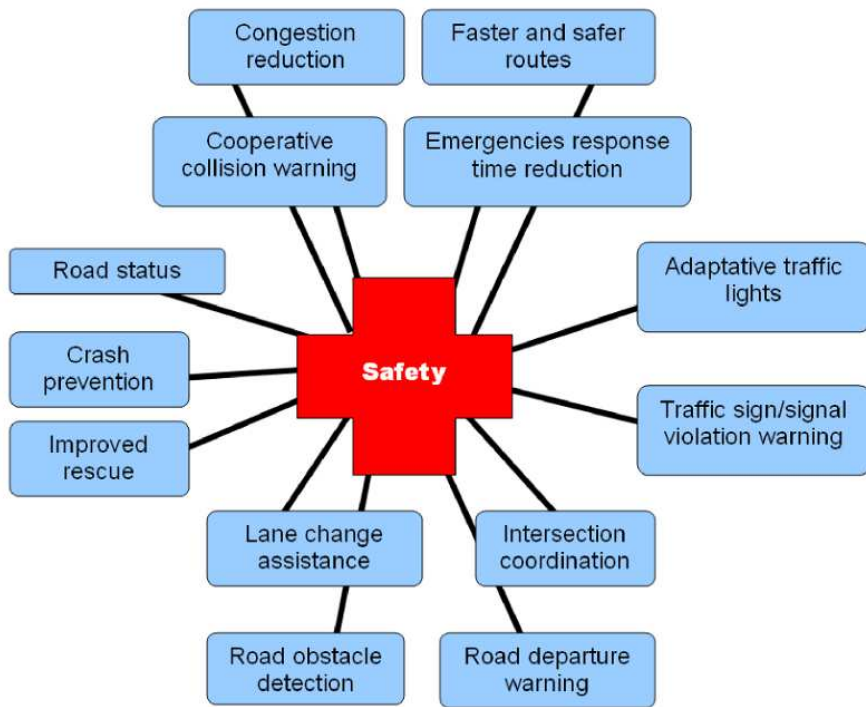 Congestion
reduction
Faster and safer
routes
Cooperative
collision warning
Emergencies response
time reduction
Road status
Adaptative traffic
lights
Crash
prevention
Safety
Traffic sign/signal
violation warning
Improved
rescue
Lane change
assistance
Intersection
coordination
Road obstacle
detection
Road departure
warning